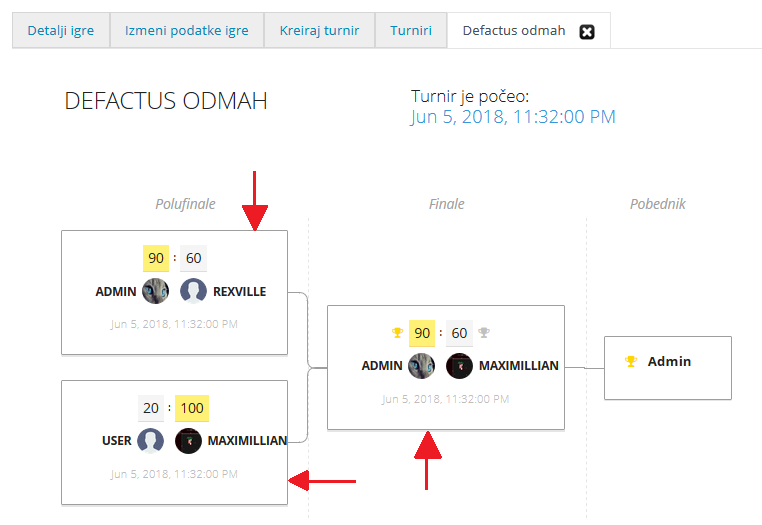 Detalji igre Izmeni podatke igre Kreiraj turnir Turniri Defactus odmah
DEFACTUS ODMAH
Turnir je počeo:
Jun 5, 2018, 11:32:00 PM
Polufinale Finale Pobednik
90 : 60
ADMIN REXVILLE
Jun 5, 2018, 11:32:00 PM
20 : 100
USER MAXIMILLIAN
Jun 5, 2018, 11:32:00 PM
90 : 60
ADMIN MAXIMILLIAN
Jun 5, 2018, 11:32:00 PM
Admin